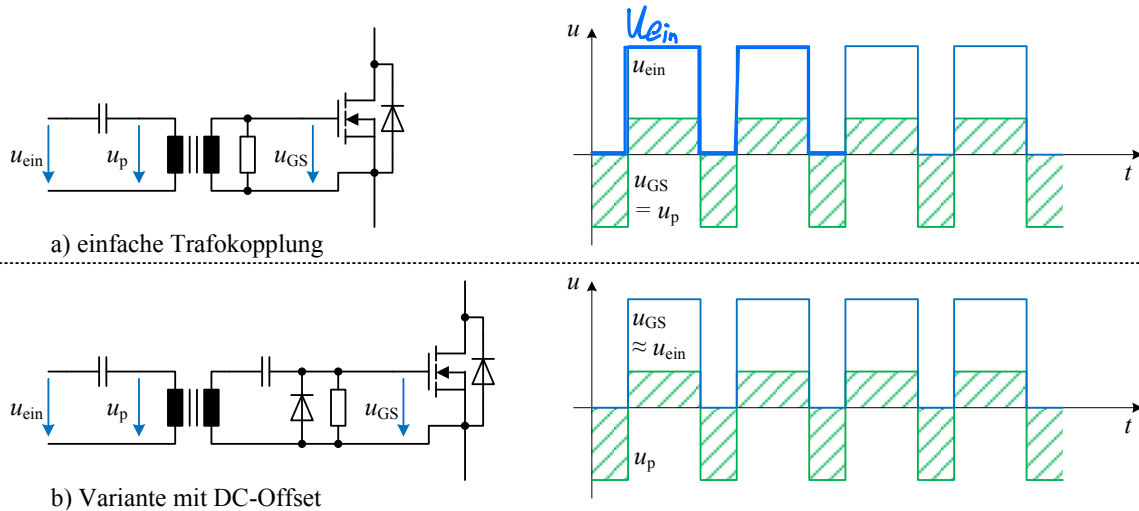 u_ein
u_p
u_GS
a) einfache Trafokopplung
u
U_ein
u_ein
u_GS
= u_p
t
u_ein
u_p
u_GS
b) Variante mit DC-Offset
u
u_GS
≈ u_ein
u_p
t